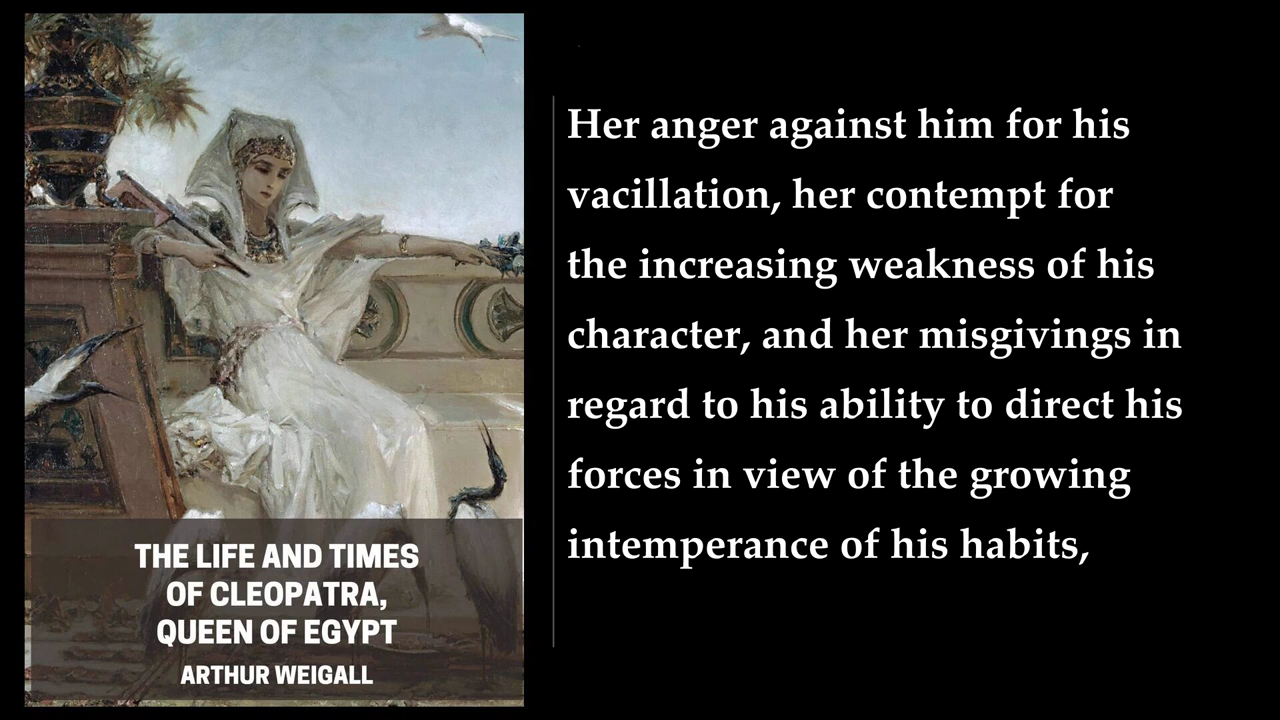 THE LIFE AND TIMES
OF CLEOPATRA,
QUEEN OF EGYPT
ARTHUR WEIGALL
Her anger against him for his
vacillation, her contempt for
the increasing weakness of his
character, and her misgivings in
regard to his ability to direct his
forces in view of the growing
intemperance of his habits,